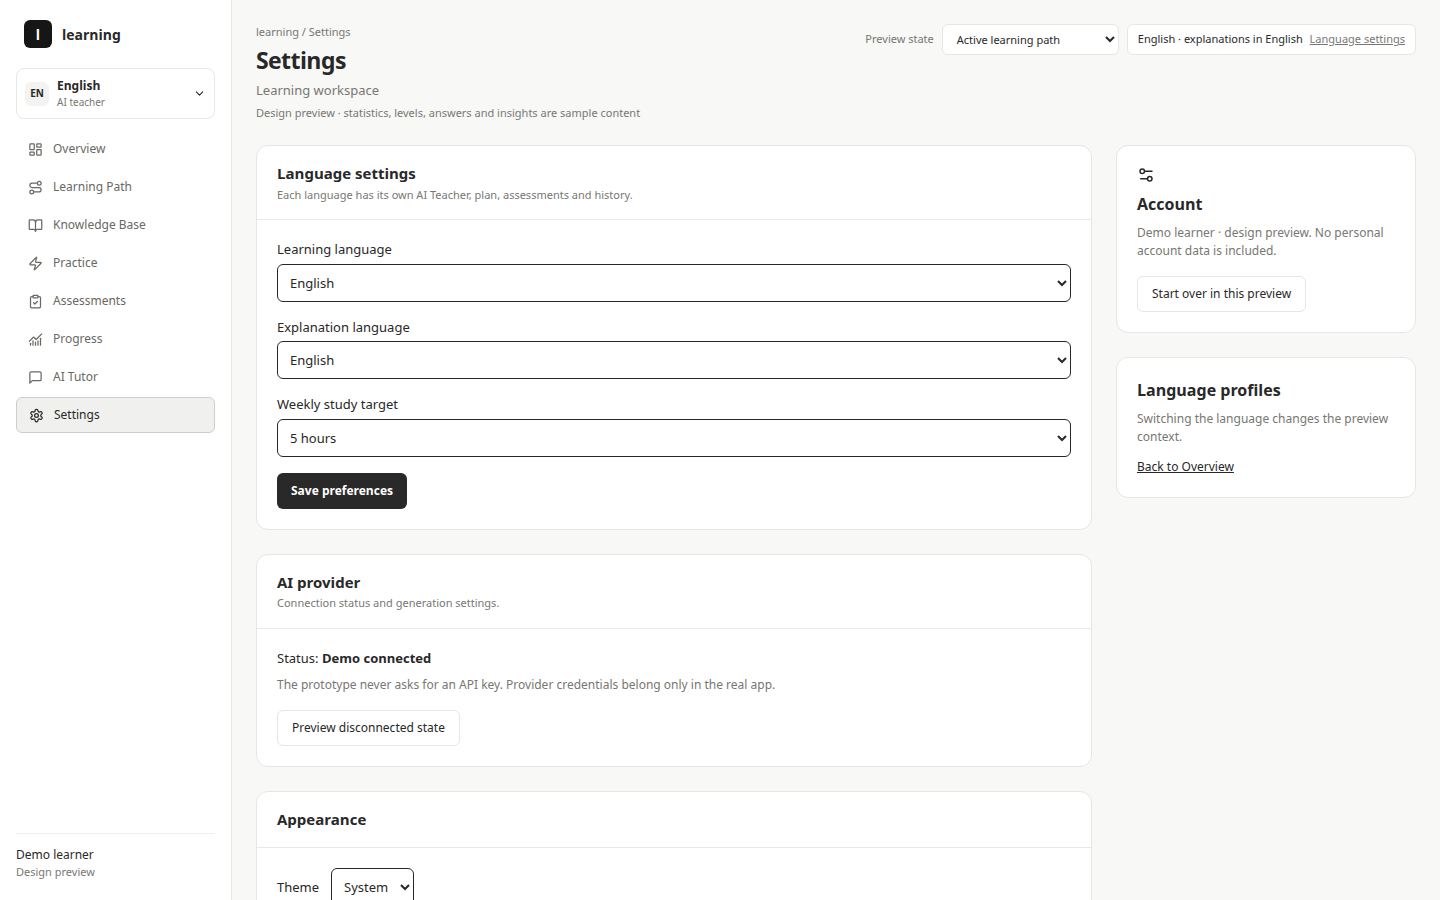 l learning
EN English
AI teacher
Overview
Learning Path
Knowledge Base
Practice
Assessments
Progress
AI Tutor
Settings
Demo learner
Design preview
learning / Settings
Settings
Learning workspace
Design preview · statistics, levels, answers and insights are sample content
Preview state Active learning path English · explanations in English Language settings
Language settings
Each language has its own AI Teacher, plan, assessments and history.
Learning language
English
Explanation language
English
Weekly study target
5 hours
Save preferences
AI provider
Connection status and generation settings.
Status: Demo connected
The prototype never asks for an API key. Provider credentials belong only in the real app.
Preview disconnected state
Appearance
Theme System
Account
Demo learner · design preview. No personal
account data is included.
Start over in this preview
Language profiles
Switching the language changes the preview
context.
Back to Overview